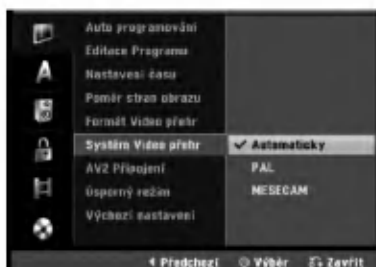 Auto programování
Editace Programu
Nastavení času
Poměr stran obrazu
Formát Video přehr
Systém Video přehr
✓ Automaticky
AV2 Připojení
PAL
Úsporný režim
MESECAM
Výchozí nastavení
A
Předchozí
Výběr
Zavřít